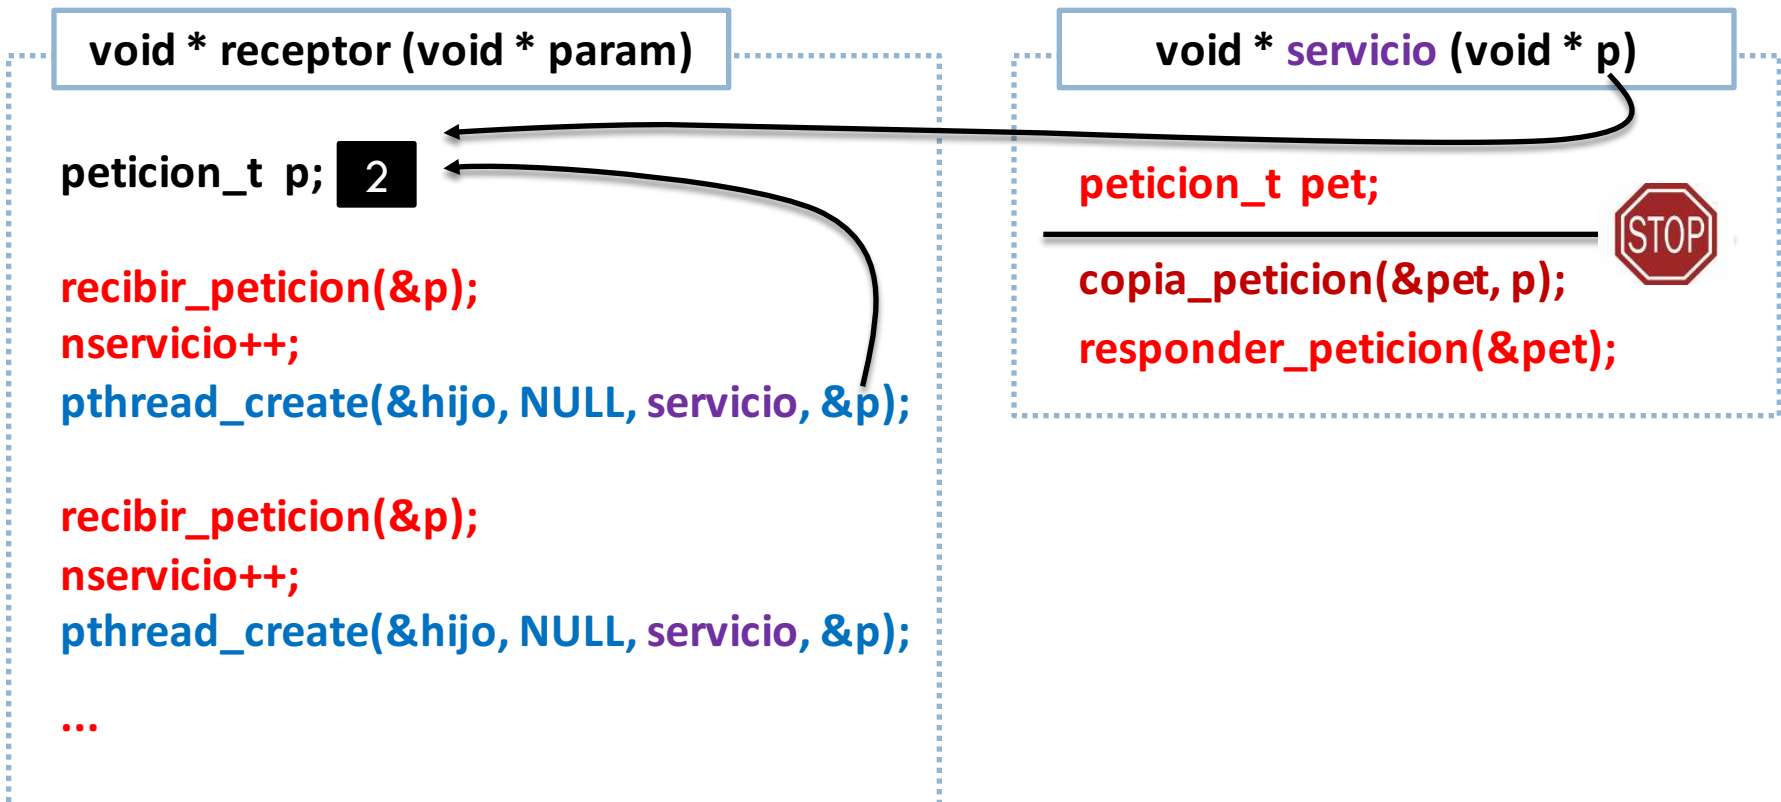 void * receptor (void * param)
peticion_t p; 2
recibir_peticion(&p);
nservicio++;
pthread_create(&hijo, NULL, servicio, &p);
recibir_peticion(&p);
nservicio++;
pthread_create(&hijo, NULL, servicio, &p);
...
void * servicio (void * p)
peticion_t pet;
STOP
copia_peticion(&pet, p);
responder_peticion(&pet);